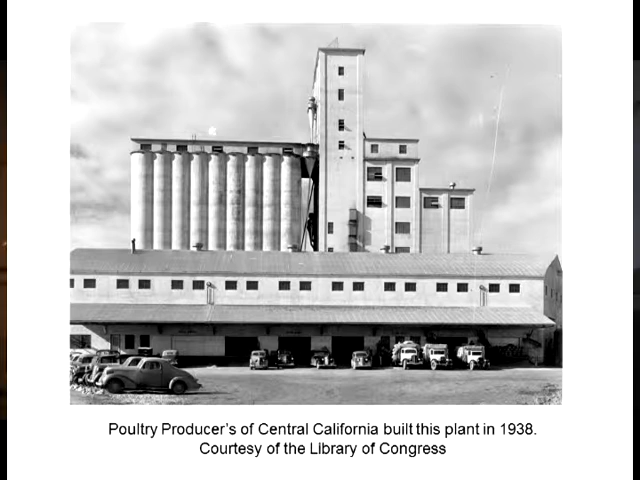 Poultry Producer's of Central California built this plant in 1938.
Courtesy of the Library of Congress